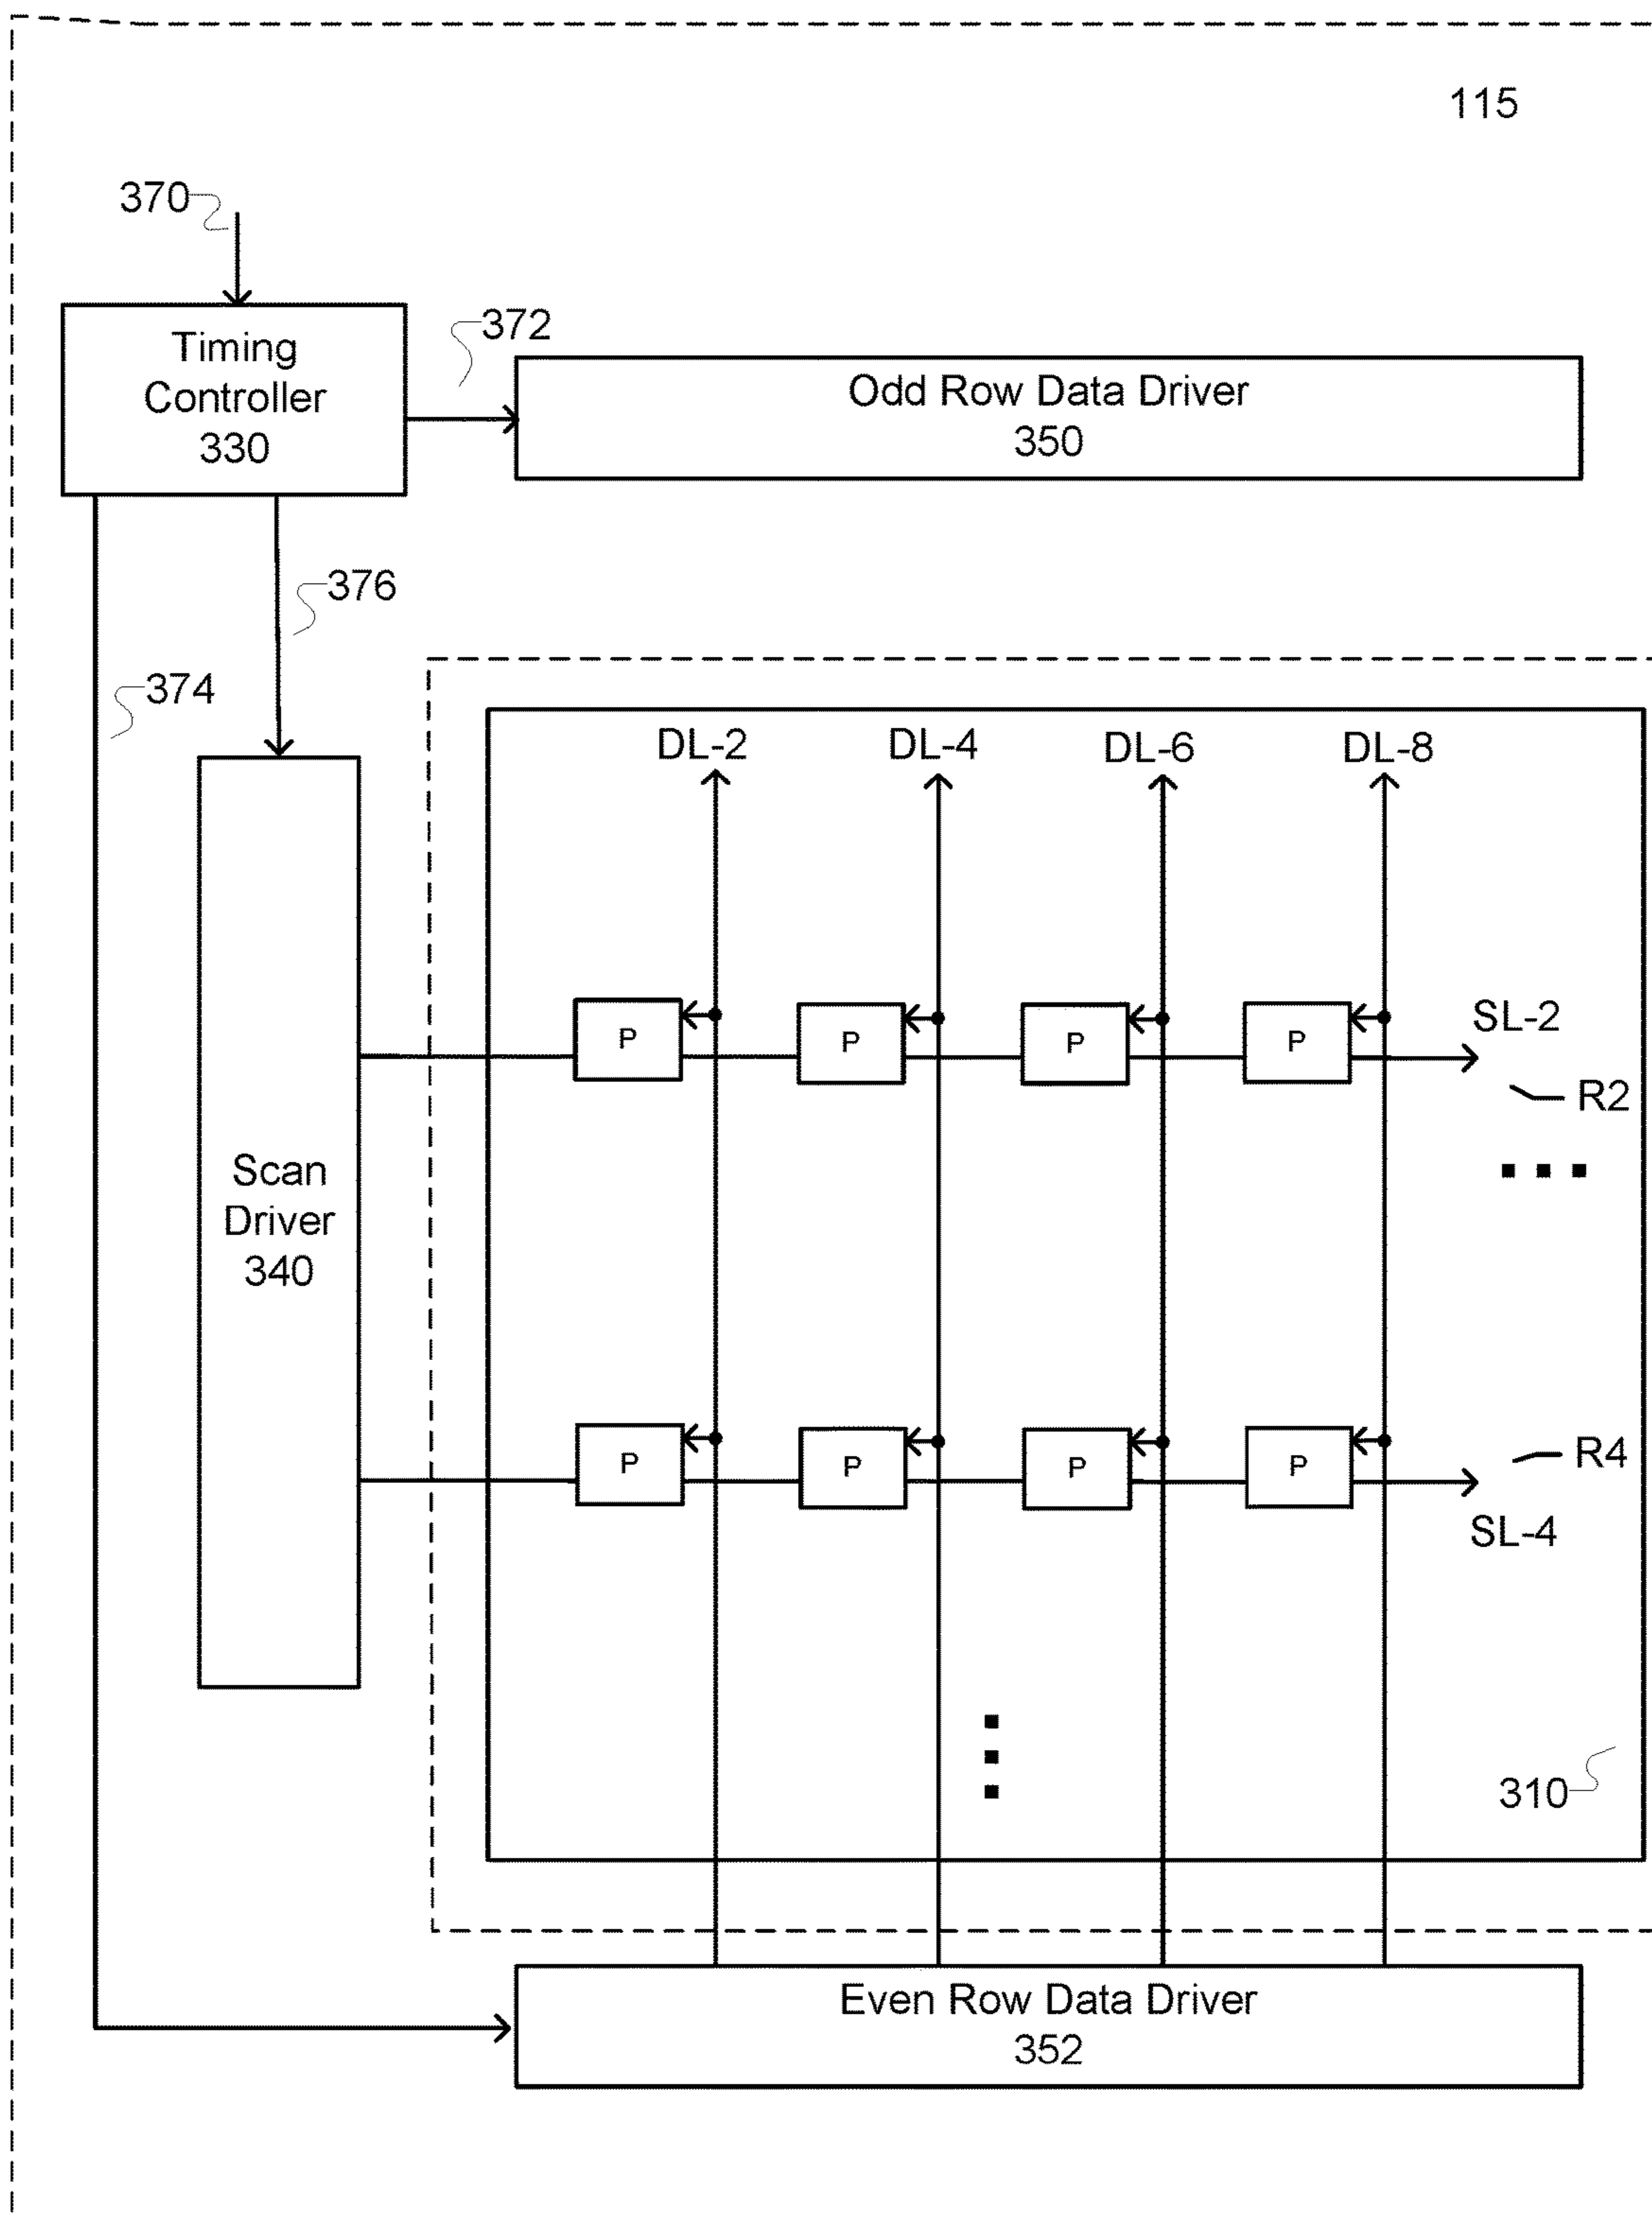 115
370
372
Timing
Controller
330
Odd Row Data Driver
350
376
374
DL-2
DL-4
DL-6
DL-8
P
P
P
P
SL-2
R2
Scan
Driver
340
P
P
P
P
R4
SL-4
310
Even Row Data Driver
352